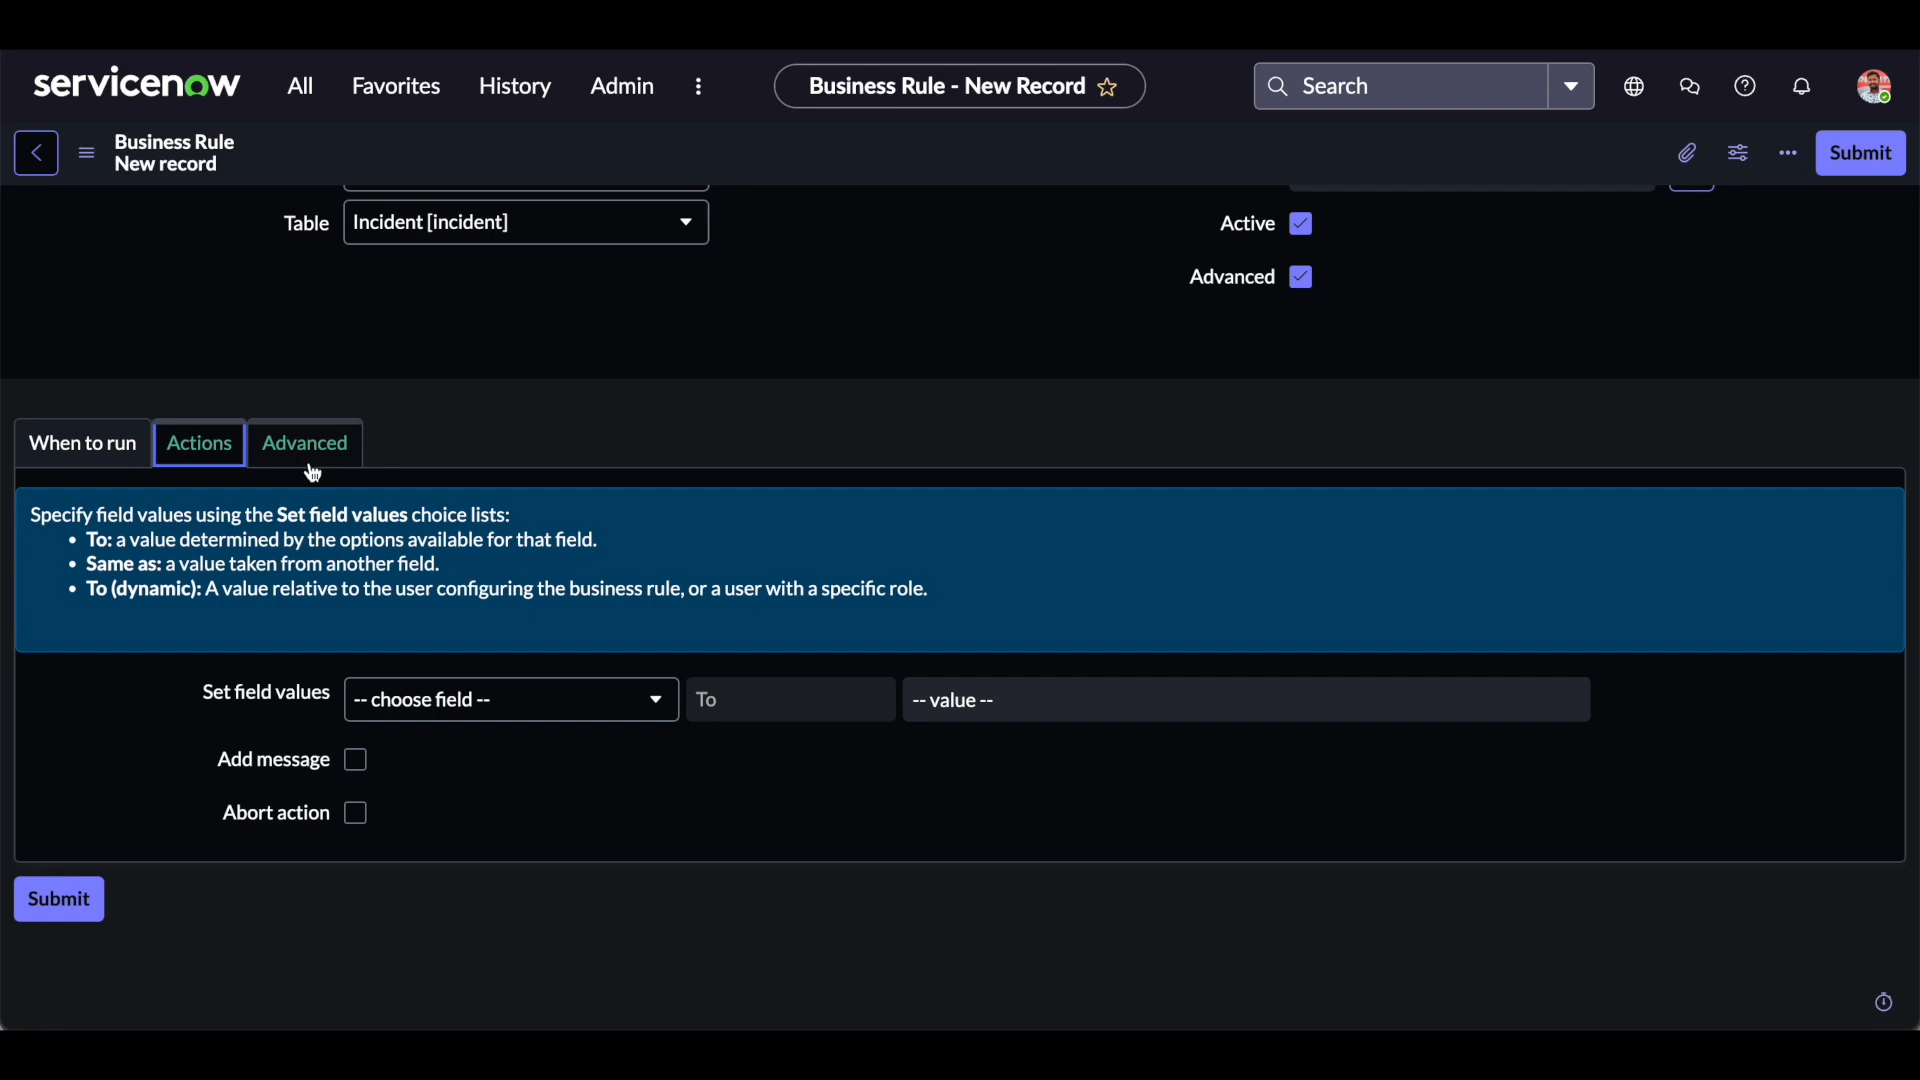 servicenow All Favorites History Admin Business Rule - New Record Search
Business Rule
New record
Submit
Table Incident [incident] Active
Advanced
When to run Actions Advanced
Specify field values using the Set field values choice lists:
• To: a value determined by the options available for that field.
• Same as: a value taken from another field.
• To (dynamic): A value relative to the user configuring the business rule, or a user with a specific role.
Set field values -- choose field -- To -- value --
Add message
Abort action
Submit